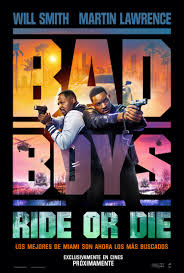 WILL SMITH MARTIN LAWRENCE
BAD
BOYS
RIDE OR DIE
LOS MEJORES DE MIAMI SON AHORA LOS MÁS BUSCADOS
EXCLUSIVAMENTE EN CINES
PRÓXIMAMENTE